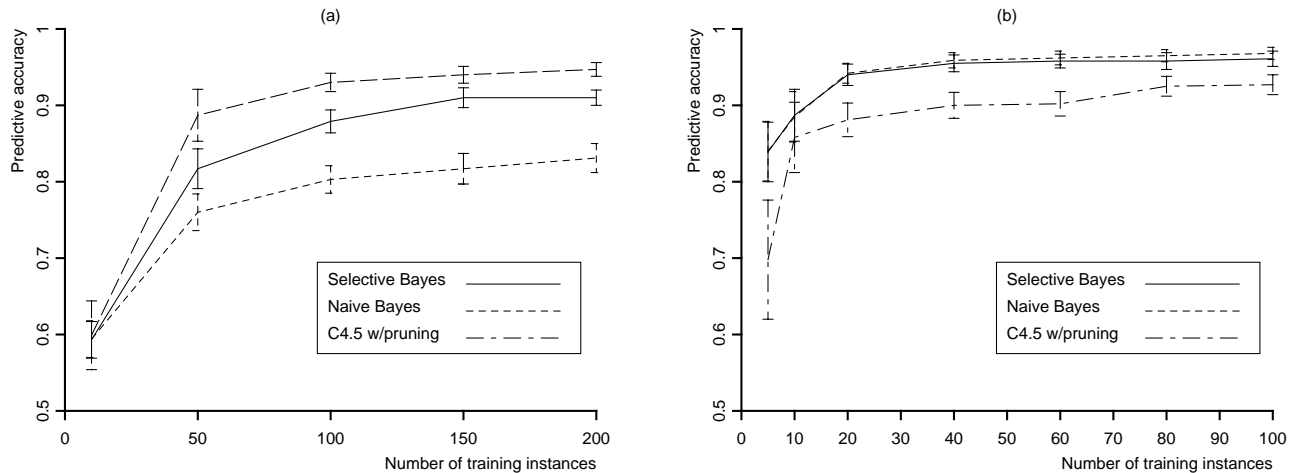 (a)
Predictive accuracy
1
0.9
0.8
0.7
0.6
0.5
Selective Bayes
Naive Bayes
C4.5 w/pruning
0 50 100 150 200
Number of training instances
(b)
Predictive accuracy
1
0.9
0.8
0.7
0.6
0.5
Selective Bayes
Naive Bayes
C4.5 w/pruning
0 10 20 30 40 50 60 70 80 90 100
Number of training instances